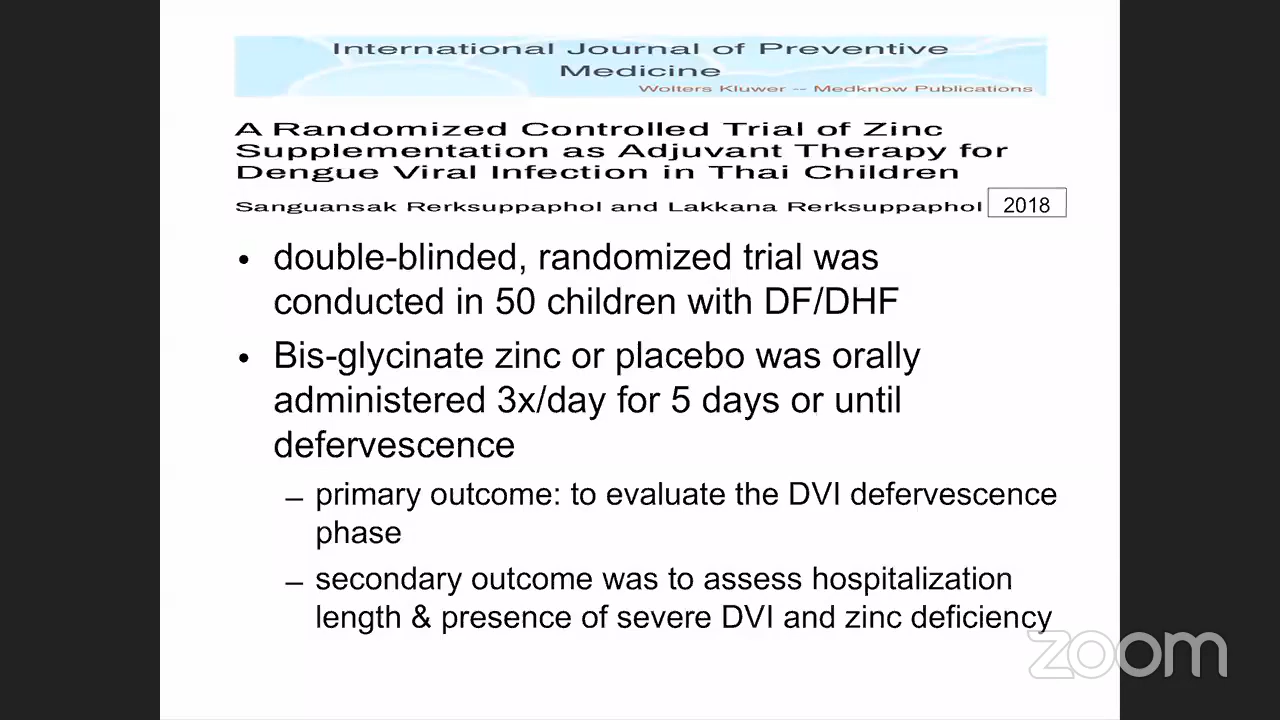 International Journal of Preventive
Medicine
Wolters Kluwer -- Medknow Publications
A Randomized Controlled Trial of Zinc
Supplementation as Adjuvant Therapy for
Dengue Viral Infection in Thai Children
Sanguansak Rerksuppaphol and Lakkana Rerksuppaphol
2018
• double-blinded, randomized trial was
conducted in 50 children with DF/DHF
• Bis-glycinate zinc or placebo was orally
administered 3x/day for 5 days or until
defervescence
– primary outcome: to evaluate the DVI defervescence
phase
– secondary outcome was to assess hospitalization
length & presence of severe DVI and zinc deficiency
zoom